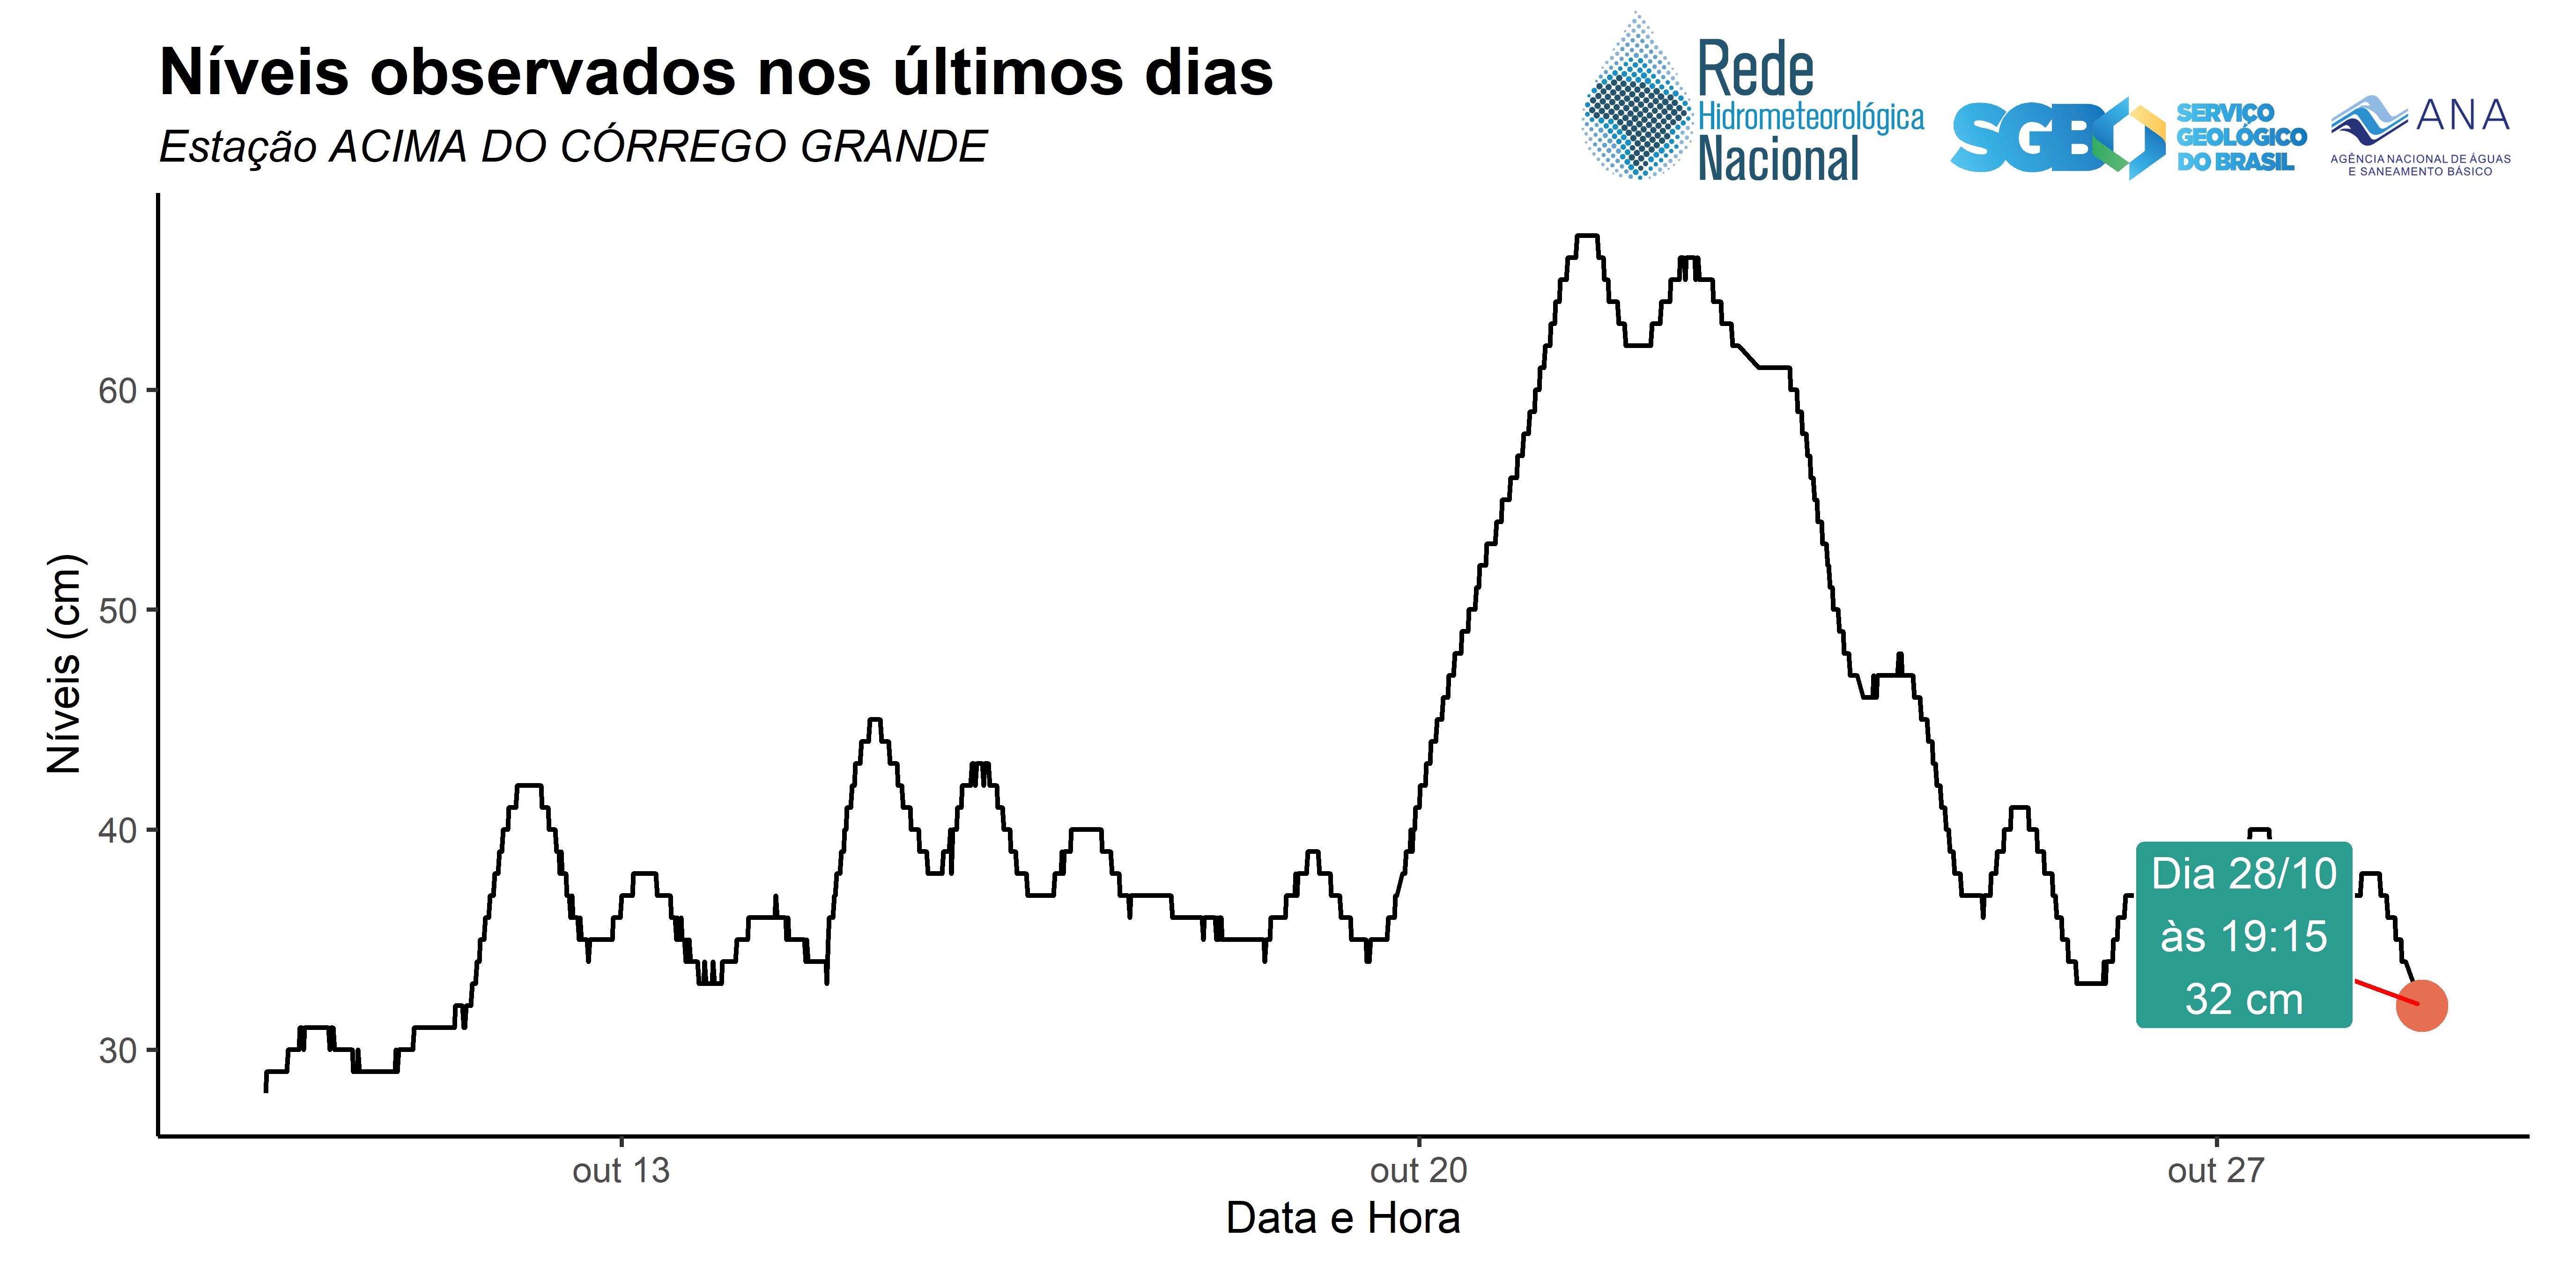 Níveis observados nos últimos dias
Estação ACIMA DO CÓRREGO GRANDE
Rede
Hidrometeorológica
Nacional
SGB
SERVIÇO
GEOLÓGICO
DO BRASIL
ANA
AGÊNCIA NACIONAL DE ÁGUAS
E SANEAMENTO BÁSICO
Níveis (cm)
60
50
40
30
Dia 28/10
às 19:15
32 cm
out 13
out 20
out 27
Data e Hora